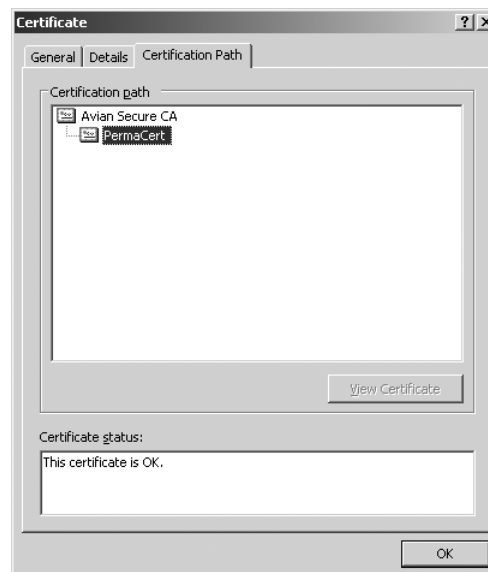 Certificate
General
Details
Certification Path
Certification path
Avian Secure CA
PermaCert
View Certificate
Certificate status:
This certificate is OK.
OK